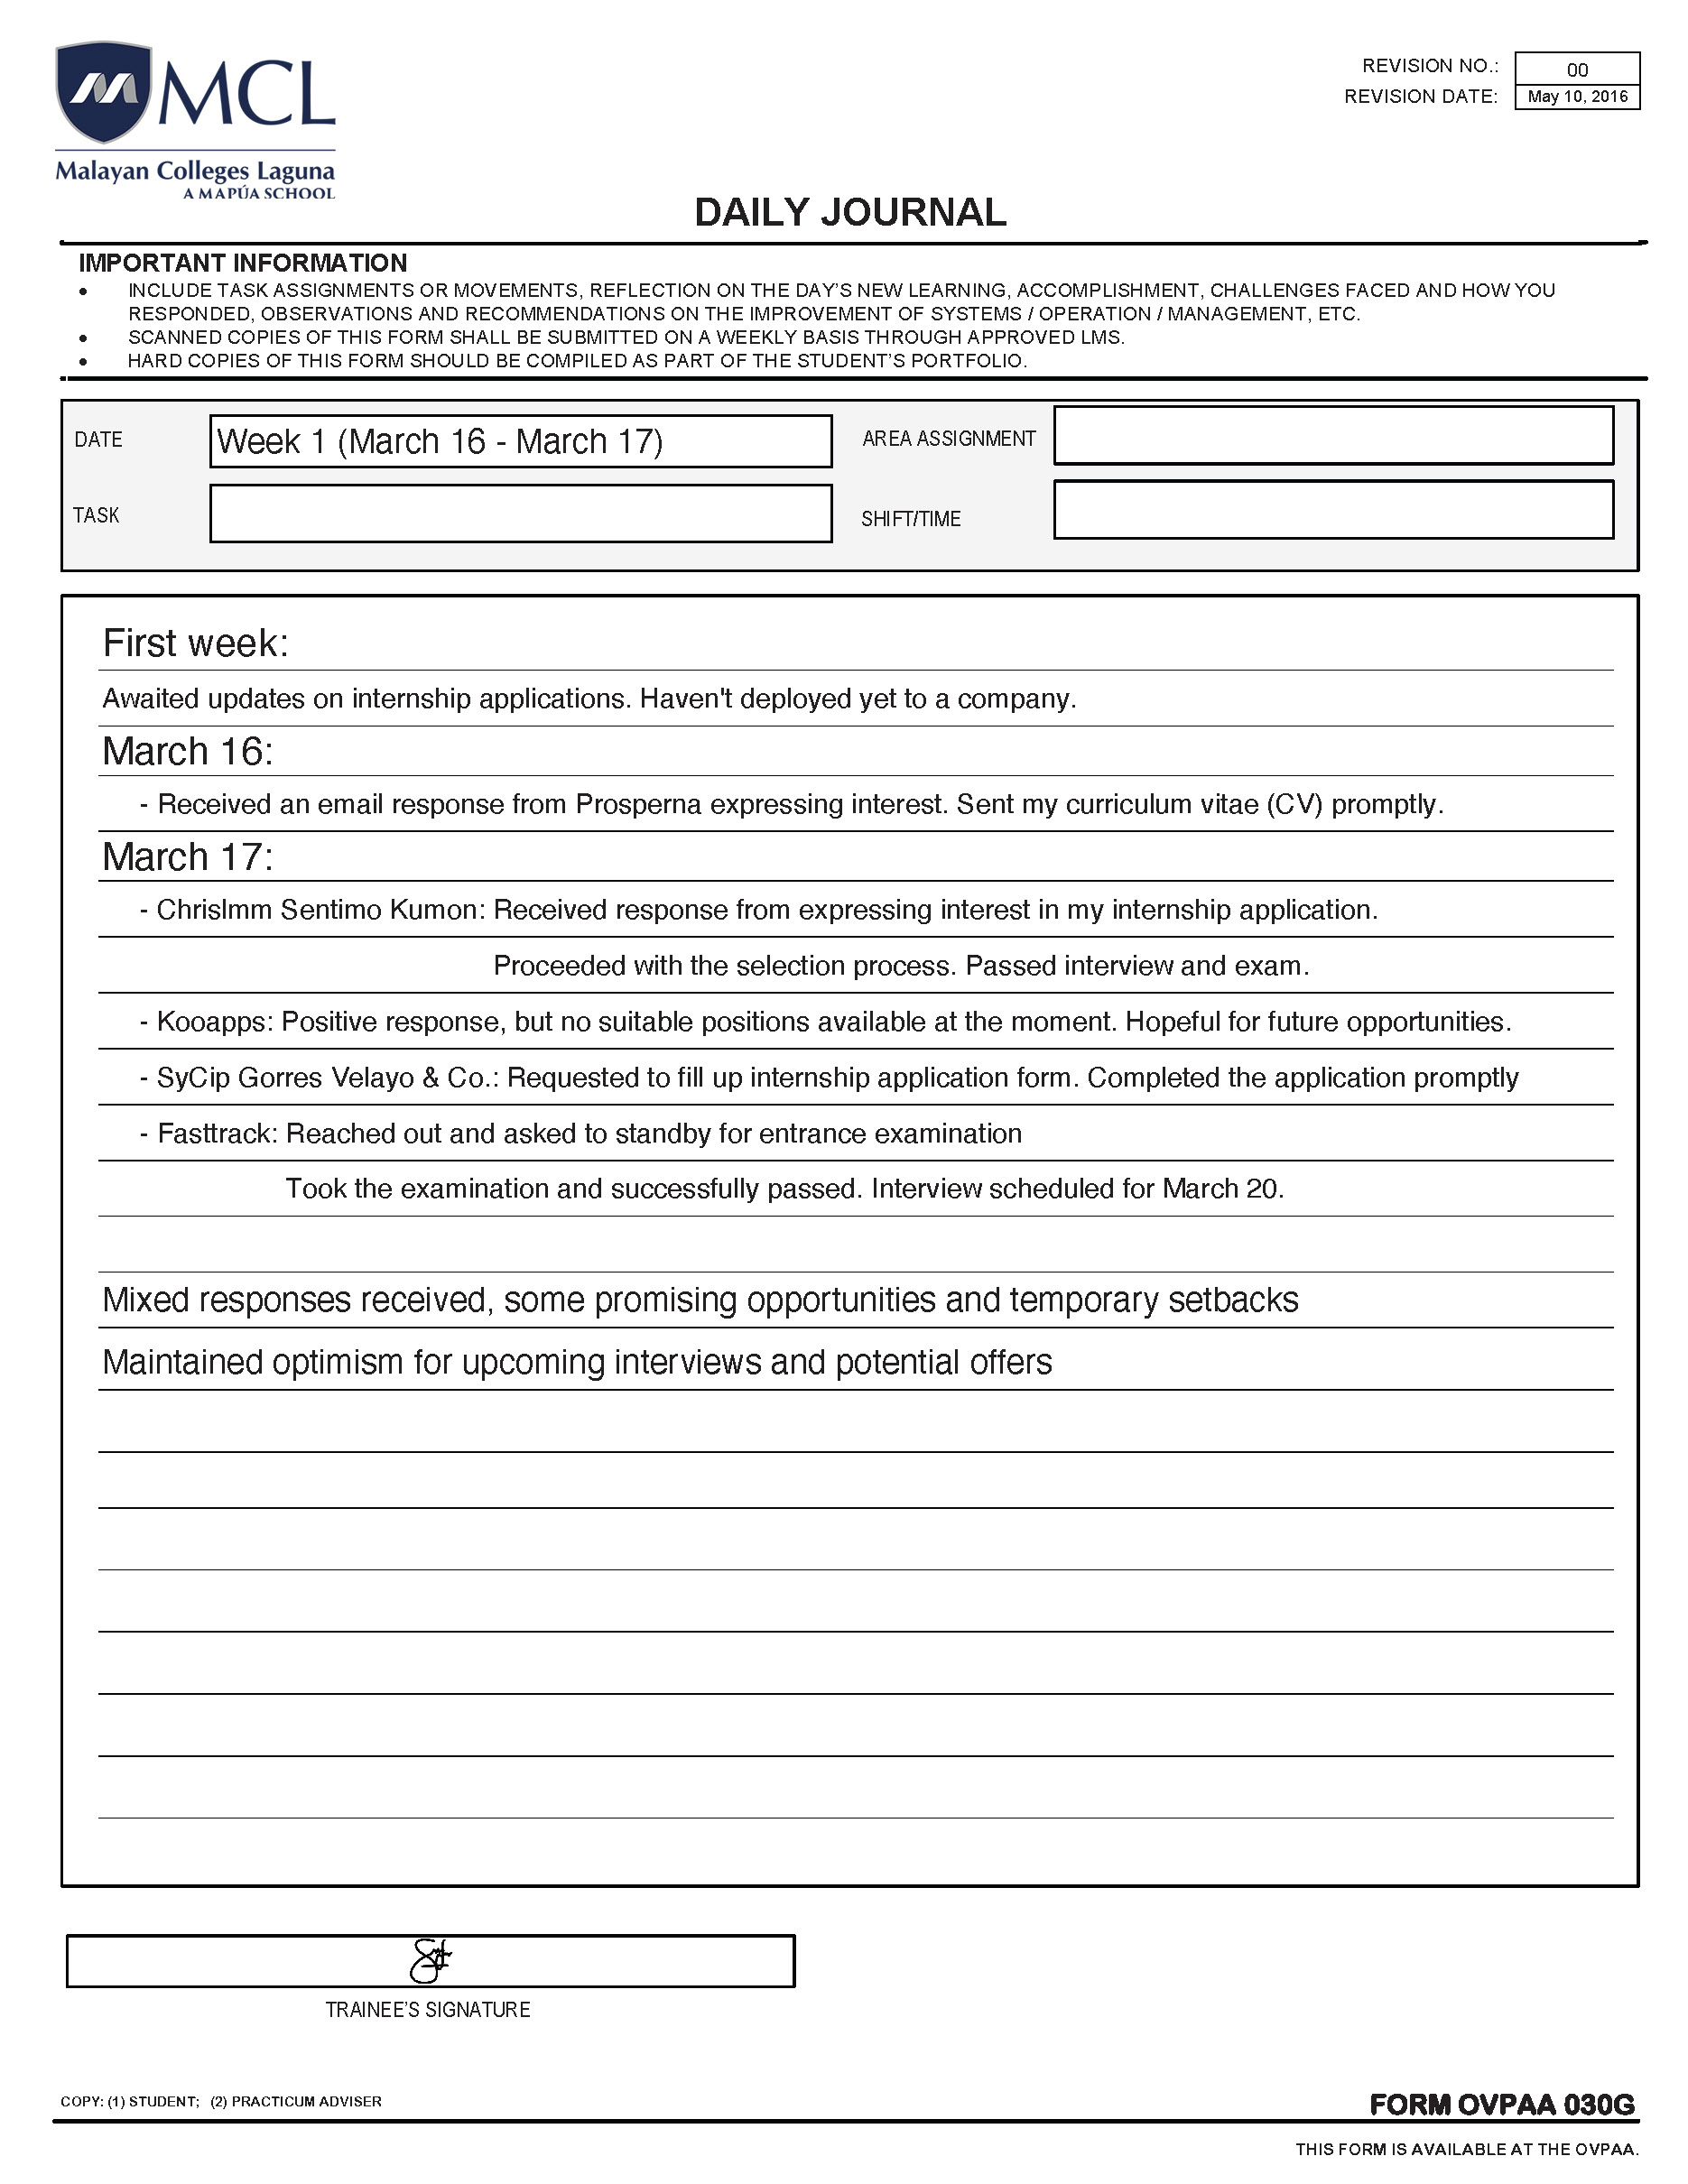 MCL
Malayan Colleges Laguna
A MAPÚA SCHOOL
REVISION NO.: 00
REVISION DATE: May 10, 2016
DAILY JOURNAL
IMPORTANT INFORMATION
• INCLUDE TASK ASSIGNMENTS OR MOVEMENTS, REFLECTION ON THE DAY'S NEW LEARNING, ACCOMPLISHMENT, CHALLENGES FACED AND HOW YOU
RESPONDED, OBSERVATIONS AND RECOMMENDATIONS ON THE IMPROVEMENT OF SYSTEMS / OPERATION / MANAGEMENT, ETC.
• SCANNED COPIES OF THIS FORM SHALL BE SUBMITTED ON A WEEKLY BASIS THROUGH APPROVED LMS.
• HARD COPIES OF THIS FORM SHOULD BE COMPILED AS PART OF THE STUDENT'S PORTFOLIO.
DATE Week 1 (March 16 - March 17) AREA ASSIGNMENT
TASK SHIFT/TIME
First week:
Awaited updates on internship applications. Haven't deployed yet to a company.
March 16:
- Received an email response from Prosperna expressing interest. Sent my curriculum vitae (CV) promptly.
March 17:
- Chrislmm Sentimo Kumon: Received response from expressing interest in my internship application.
Proceeded with the selection process. Passed interview and exam.
- Kooapps: Positive response, but no suitable positions available at the moment. Hopeful for future opportunities.
- SyCip Gorres Velayo & Co.: Requested to fill up internship application form. Completed the application promptly
- Fasttrack: Reached out and asked to standby for entrance examination
Took the examination and successfully passed. Interview scheduled for March 20.
Mixed responses received, some promising opportunities and temporary setbacks
Maintained optimism for upcoming interviews and potential offers
TRAINEE'S SIGNATURE
COPY: (1) STUDENT; (2) PRACTICUM ADVISER
FORM OVPAA 030G
THIS FORM IS AVAILABLE AT THE OVPAA.